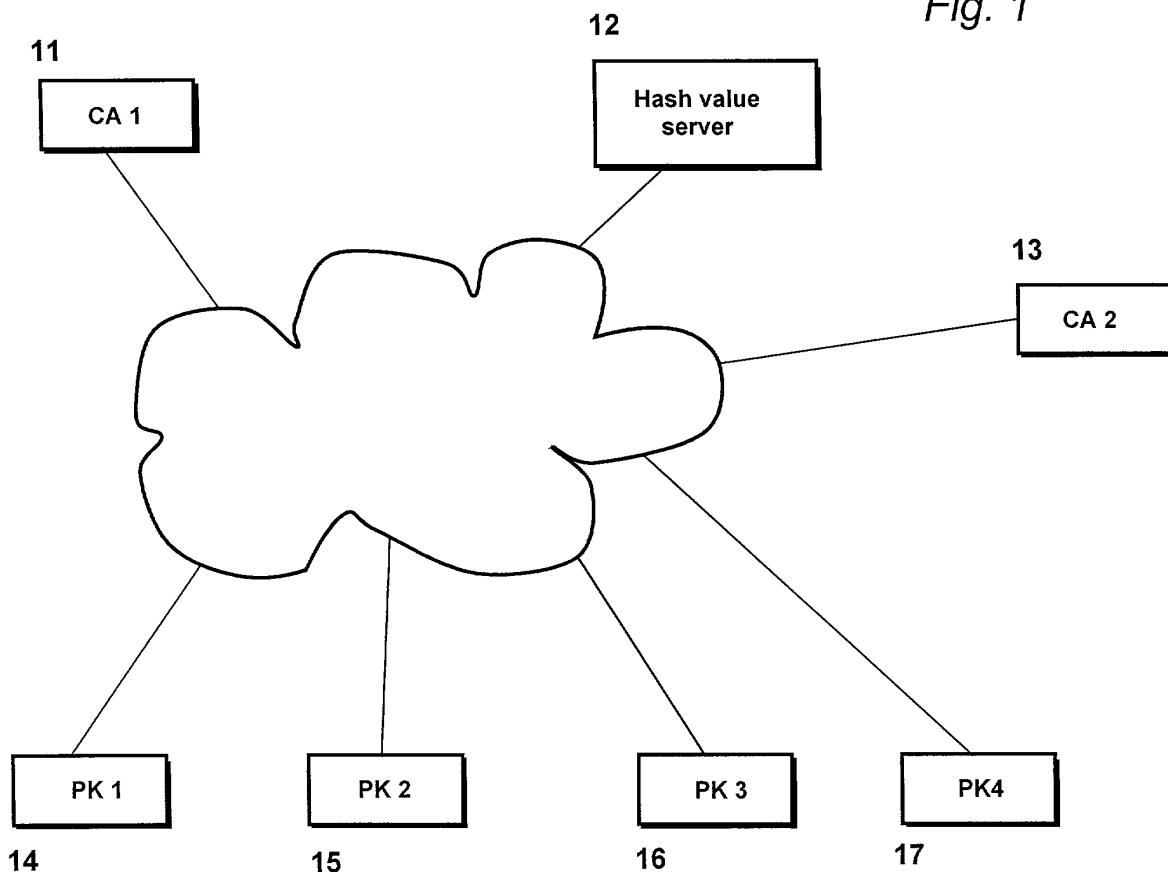 Fig. 1
12
11
CA 1
Hash value
server
13
CA 2
PK 1
PK 2
PK 3
PK4
14
15
16
17